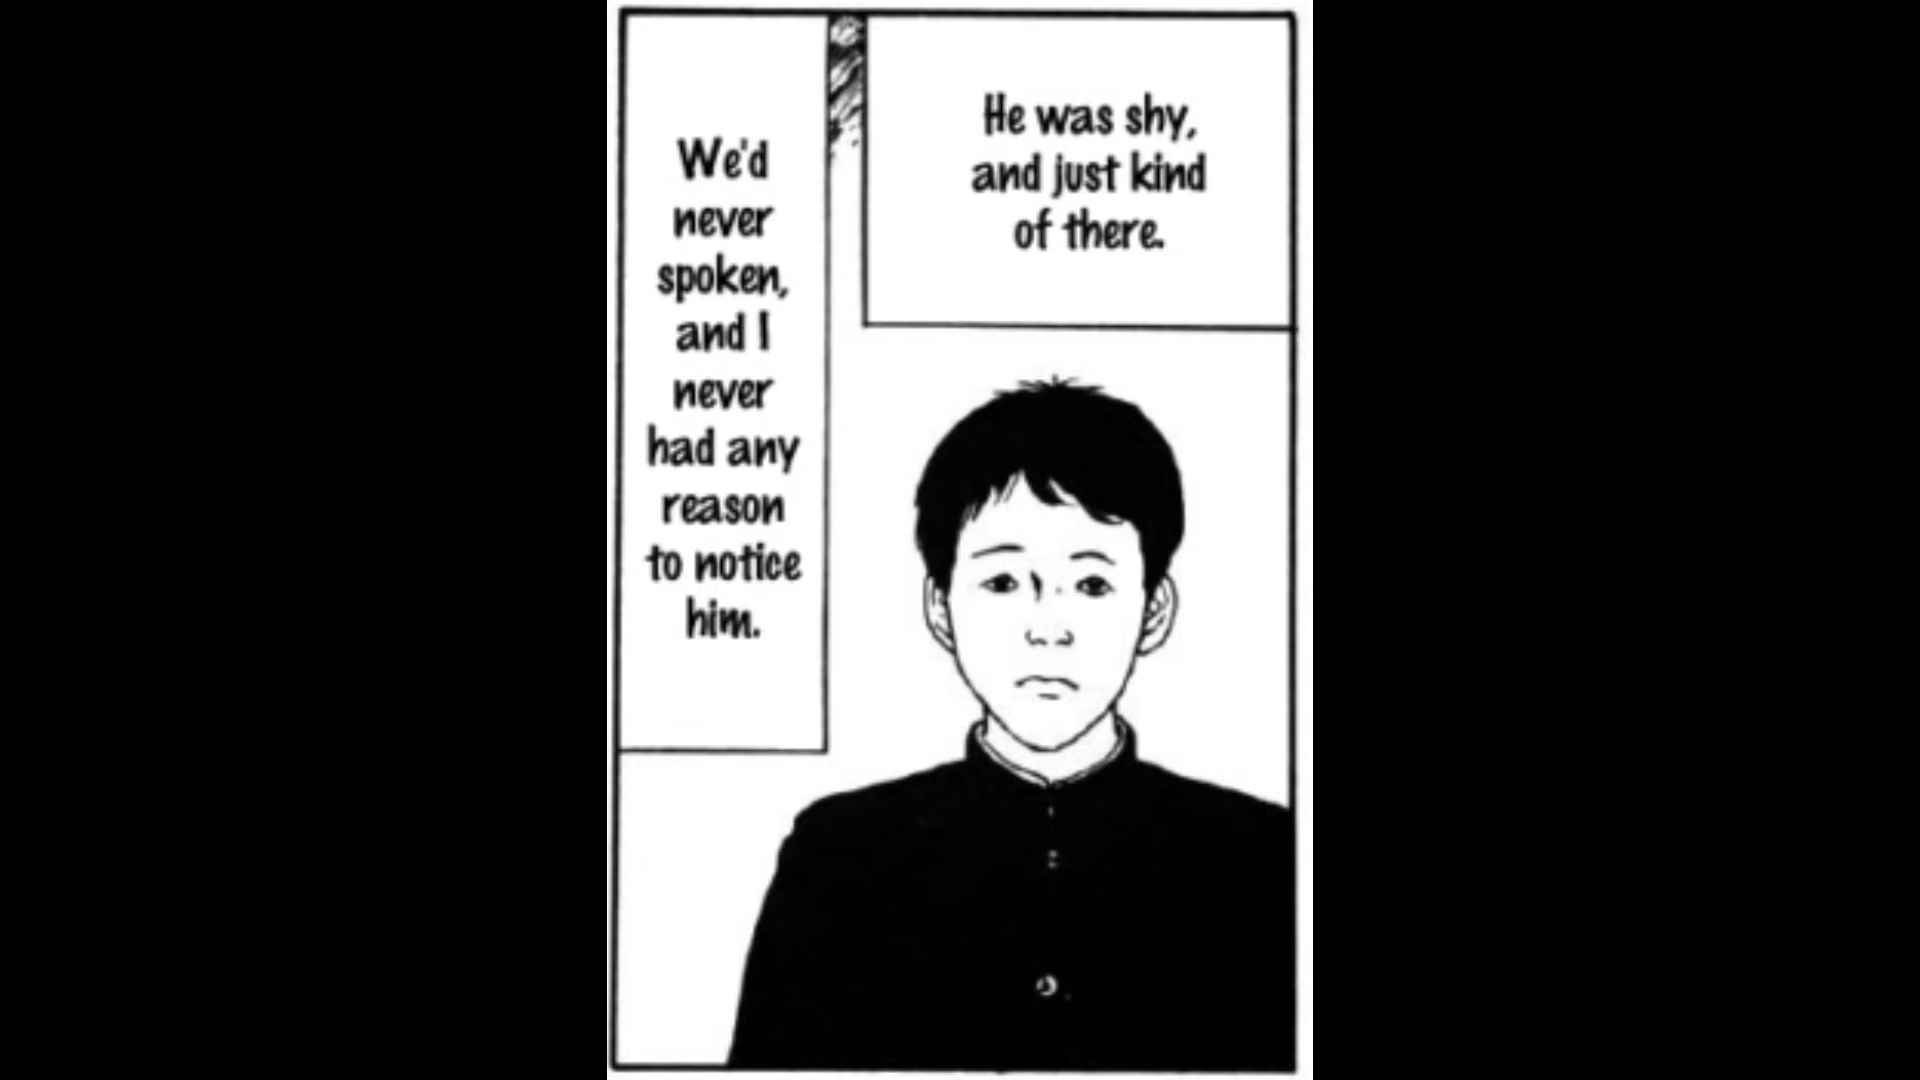 He was shy,
and just kind
of there.
We'd
never
spoken,
and I
never
had any
reason
to notice
him.